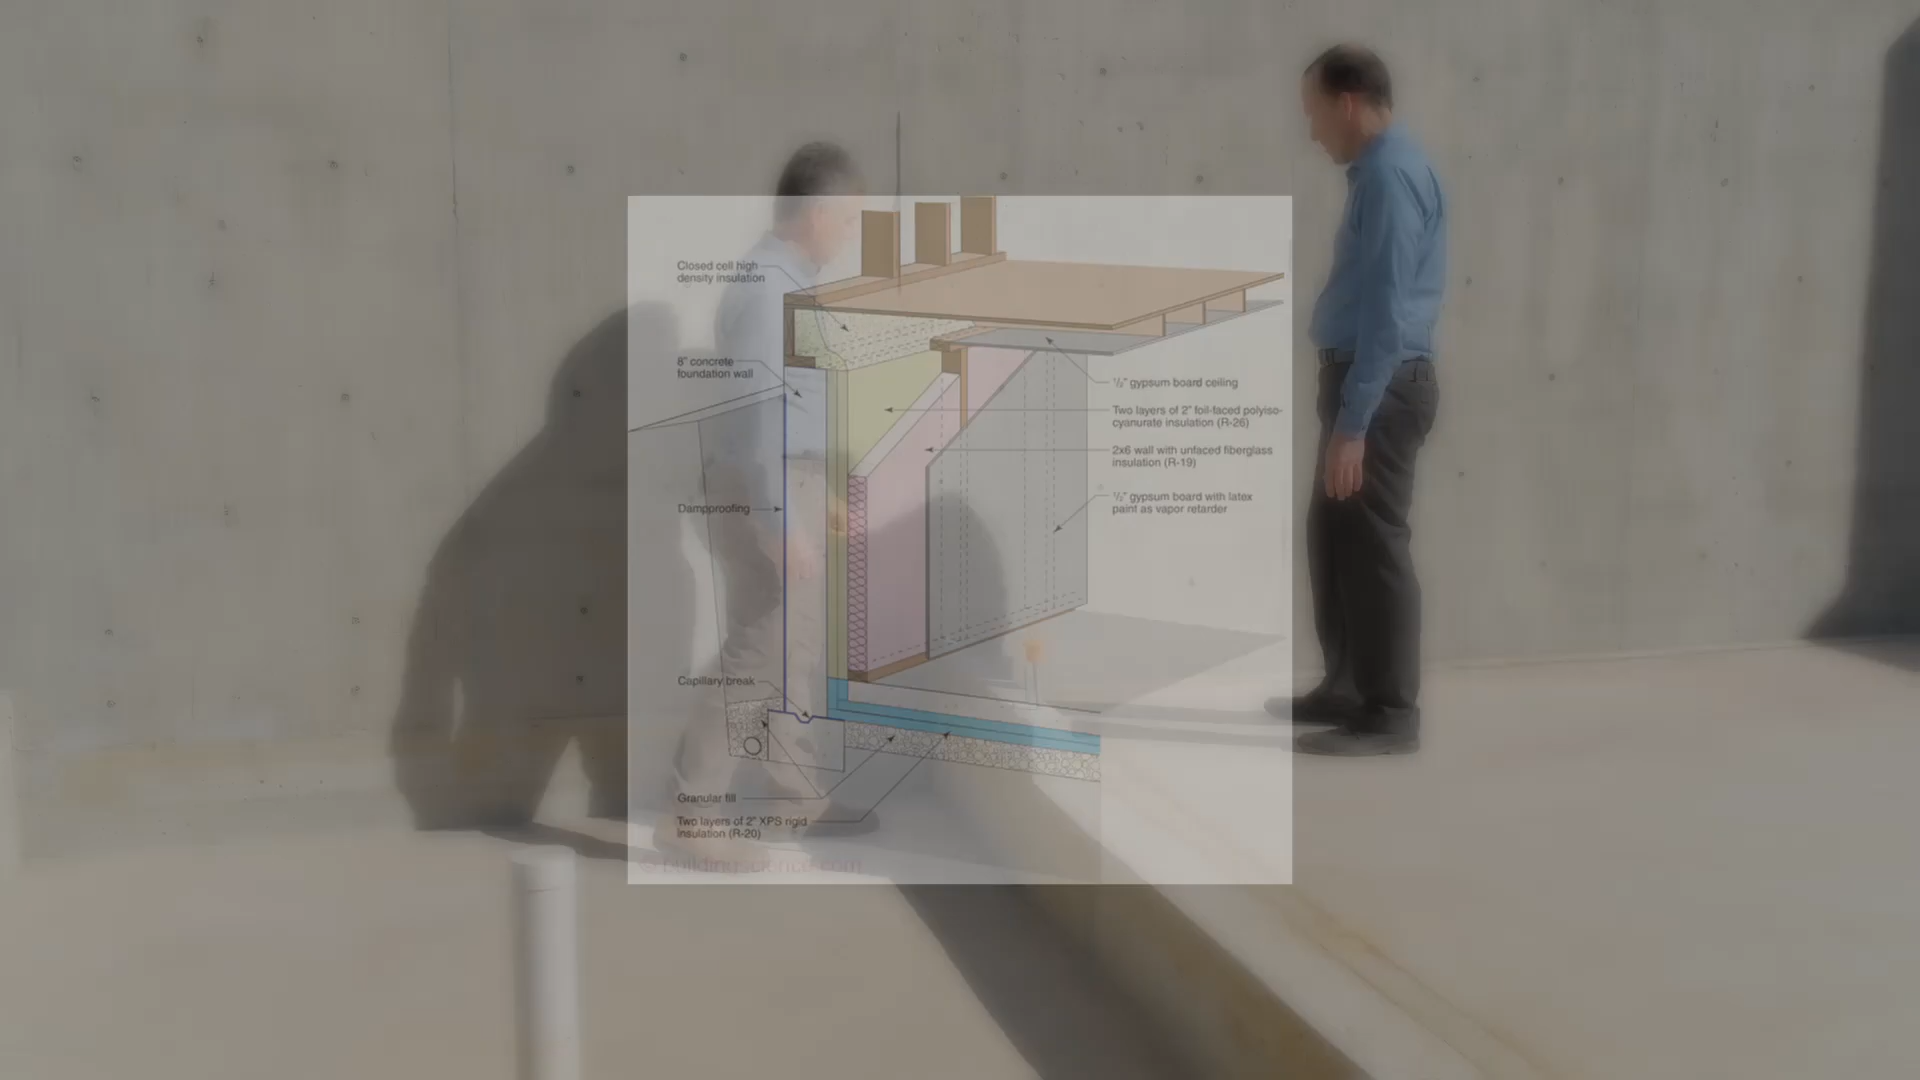 Closed cell high
density insulation
8" concrete
foundation wall
Dampproofing
Capillary break
Granular fill
Two layers of 2" XPS rigid
insulation (R-20)
½" gypsum board ceiling
Two layers of 2" foil-faced polyiso-
cyanurate insulation (R-26)
2x6 wall with unfaced fiberglass
insulation (R-19)
½" gypsum board with latex
paint as vapor retarder
© buildingscience.com